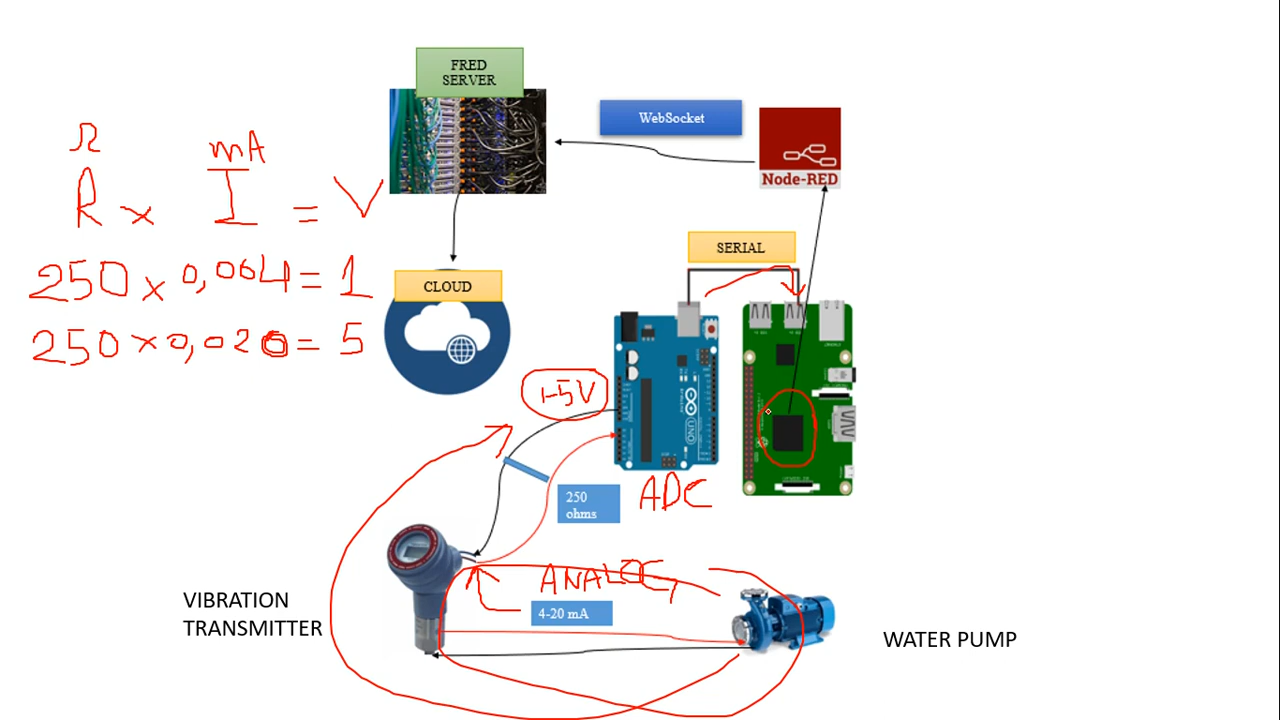 FRED
SERVER
WebSocket
Node-RED
Ω
mA
R x I = V
250 x 0,004 = 1
250 x 0,020 = 5
SERIAL
CLOUD
1-5V
UNO
250
ohms
ADC
ANALOG
4-20 mA
VIBRATION
TRANSMITTER
WATER PUMP